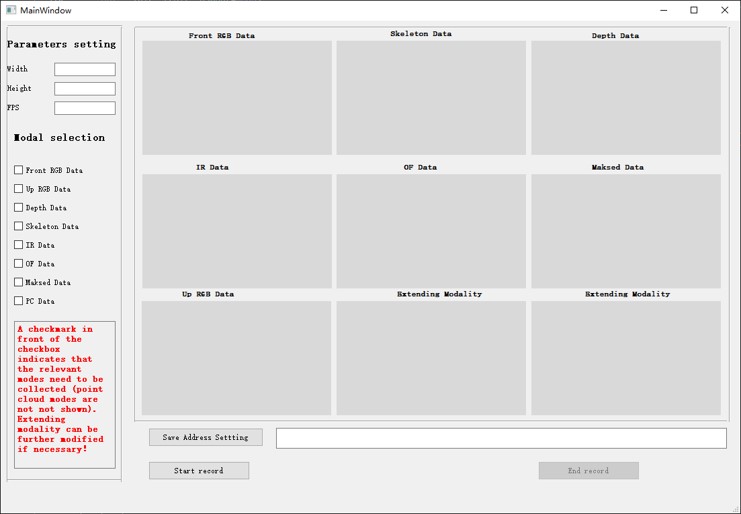 MainWindow
Parameters setting
Width
Height
FPS
Modal selection
Front RGB Data
Up RGB Data
Depth Data
Skeleton Data
IR Data
OF Data
Maksed Data
PC Data
A checkmark in
front of the
checkbox
indicates that
the relevant
modes need to be
collected (point
cloud modes are
not not shown).
Extending
modality can be
further modified
if necessary!
Front RGB Data Skeleton Data Depth Data
IR Data OF Data Maksed Data
Up RGB Data Extending Modality Extending Modality
Save Address Settting
Start record End record